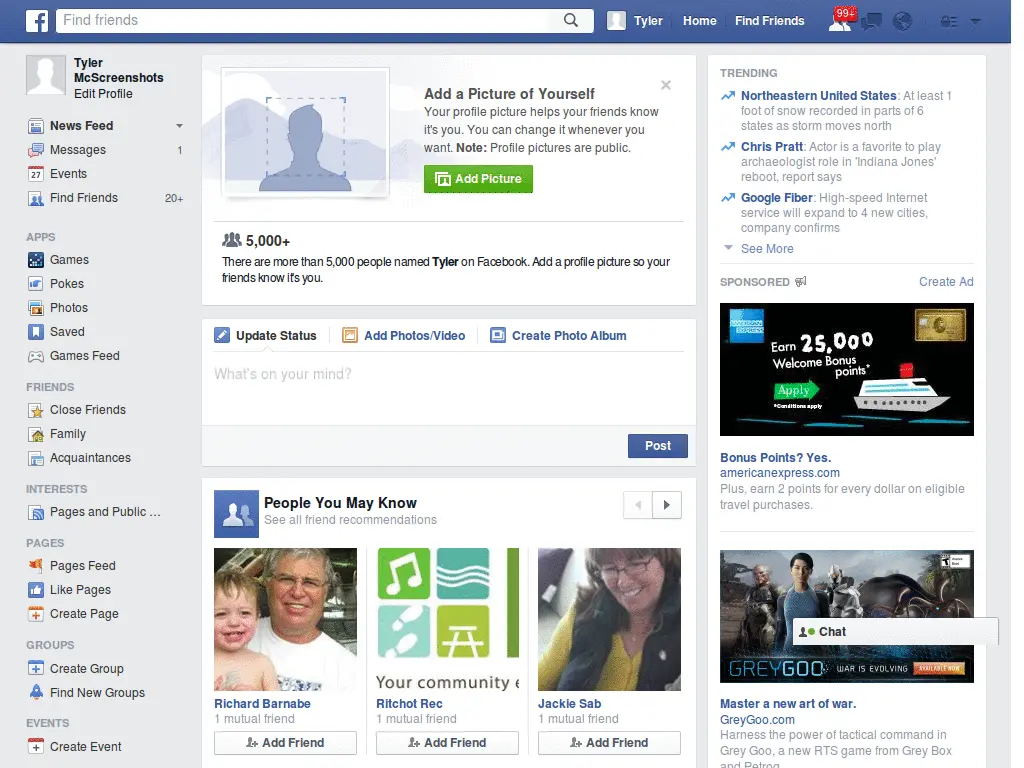 Find friends
Tyler
Home
Find Friends
99+
Tyler
McScreenshots
Edit Profile
News Feed
Messages 1
27 Events
Find Friends 20+
APPS
Games
Pokes
Photos
Saved
Games Feed
FRIENDS
Close Friends
Family
Acquaintances
INTERESTS
Pages and Public ...
PAGES
Pages Feed
Like Pages
Create Page
GROUPS
Create Group
Find New Groups
EVENTS
Create Event
Add a Picture of Yourself
Your profile picture helps your friends know
it's you. You can change it whenever you
want. Note: Profile pictures are public.
Add Picture
5,000+
There are more than 5,000 people named Tyler on Facebook. Add a profile picture so your
friends know it's you.
Update Status
Add Photos/Video
Create Photo Album
What's on your mind?
Post
People You May Know
See all friend recommendations
Your community
Richard Barnabe
1 mutual friend
Add Friend
Ritchot Rec
1 mutual friend
Add Friend
Jackie Sab
1 mutual friend
Add Friend
TRENDING
Northeastern United States: At least 1
foot of snow recorded in parts of 6
states as storm moves north
Chris Pratt: Actor is a favorite to play
archaeologist role in 'Indiana Jones'
reboot, report says
Google Fiber: High-speed Internet
service will expand to 4 new cities,
company confirms
See More
SPONSORED
Create Ad
Earn 25,000
Welcome Bonus
points*
Apply
*Conditions apply
Bonus Points? Yes.
americanexpress.com
Plus, earn 2 points for every dollar on eligible
travel purchases.
Chat
GREYGOO WAR IS EVOLVING AVAILABLE NOW
Master a new art of war.
GreyGoo.com
Harness the power of tactical command in
Grey Goo, a new RTS game from Grey Box
and Petrog